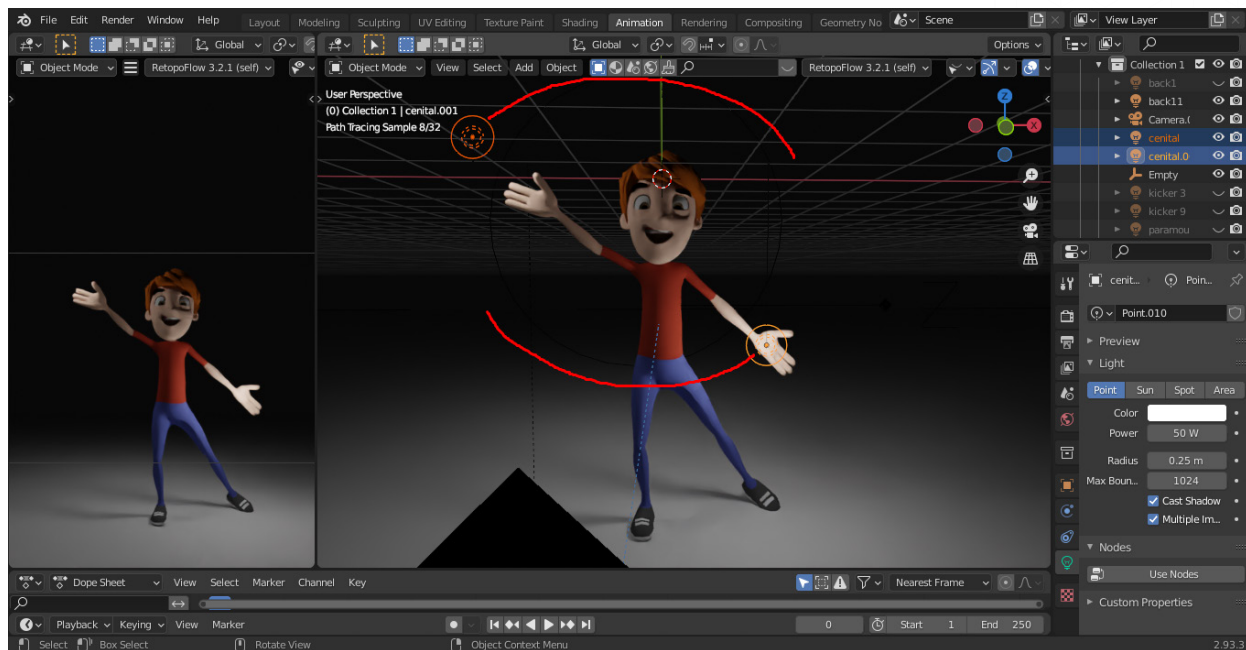 File Edit Render Window Help Layout Modeling Sculpting UV Editing Texture Paint Shading Animation Rendering Compositing Geometry No Scene View Layer
Global Global Options
Object Mode RetopoFlow 3.2.1 (self) Object Mode View Select Add Object RetopoFlow 3.2.1 (self)
User Perspective
(0) Collection 1 | cenital.001
Path Tracing Sample 8/32
Z
X
Collection 1
back1
back11
Camera.(
cenital
cenital.0
Empty
kicker 3
kicker 9
paramou
cenit... Poin...
Point.010
Preview
Light
Point Sun Spot Area
Color
Power 50 W
Radius 0.25 m
Max Boun... 1024
Cast Shadow
Multiple Im...
Nodes
Use Nodes
Custom Properties
Dope Sheet View Select Marker Channel Key Nearest Frame
Playback Keying View Marker 0 Start 1 End 250
Select Box Select Rotate View Object Context Menu 2.93.3